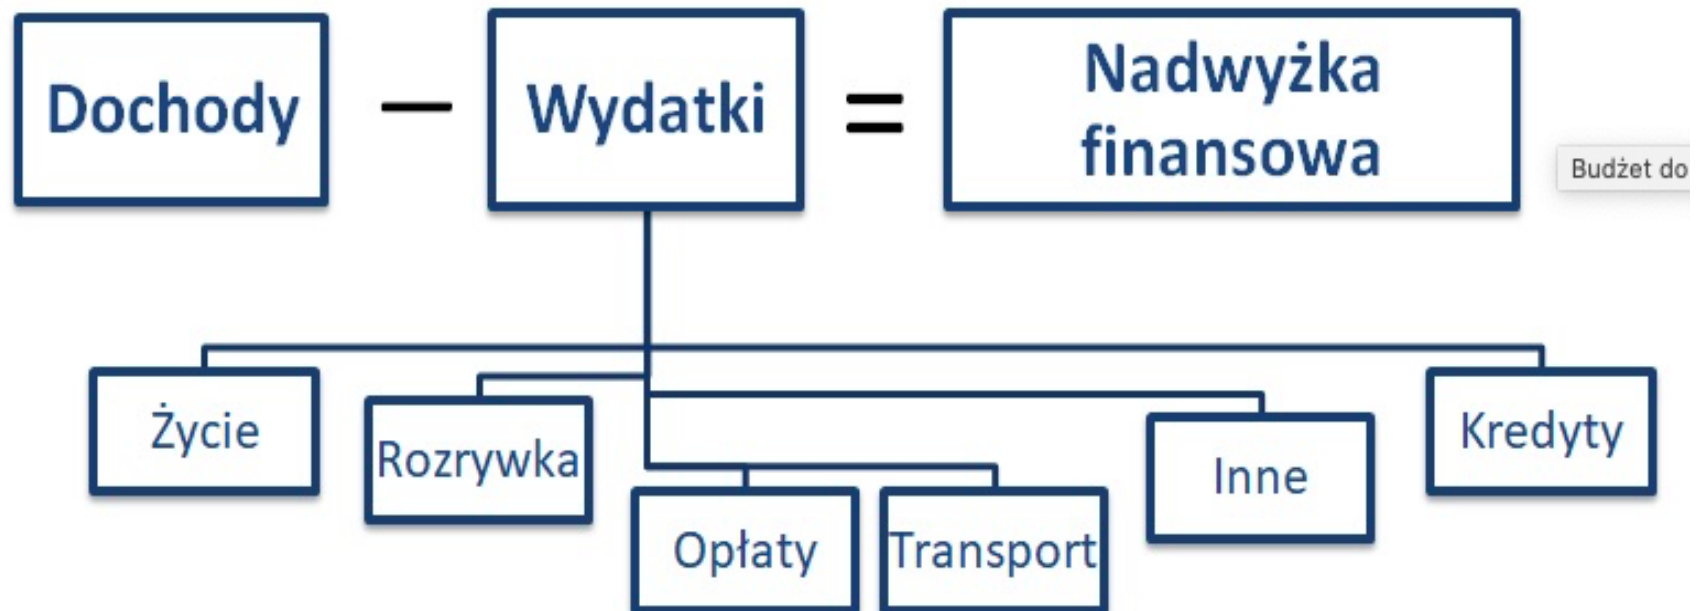 Dochody — Wydatki = Nadwyżka
finansowa
Budżet do
Życie
Rozrywka
Opłaty
Transport
Inne
Kredyty